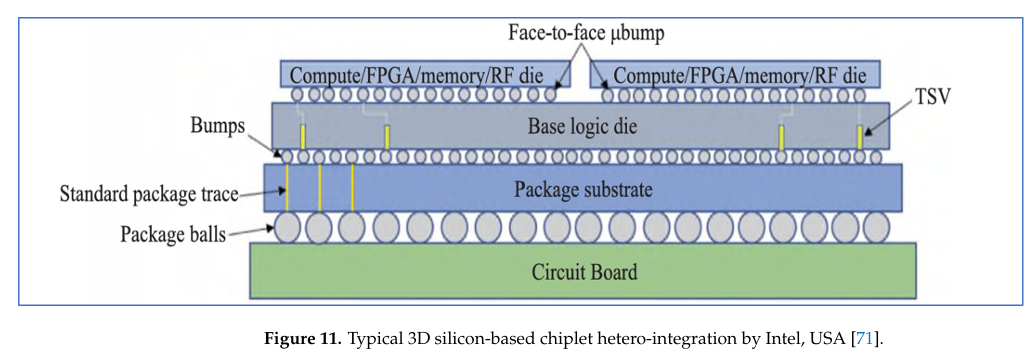 Face-to-face μbump
Compute/FPGA/memory/RF die
Compute/FPGA/memory/RF die
TSV
Bumps
Base logic die
Standard package trace
Package substrate
Package balls
Circuit Board
Figure 11. Typical 3D silicon-based chiplet hetero-integration by Intel, USA [71].